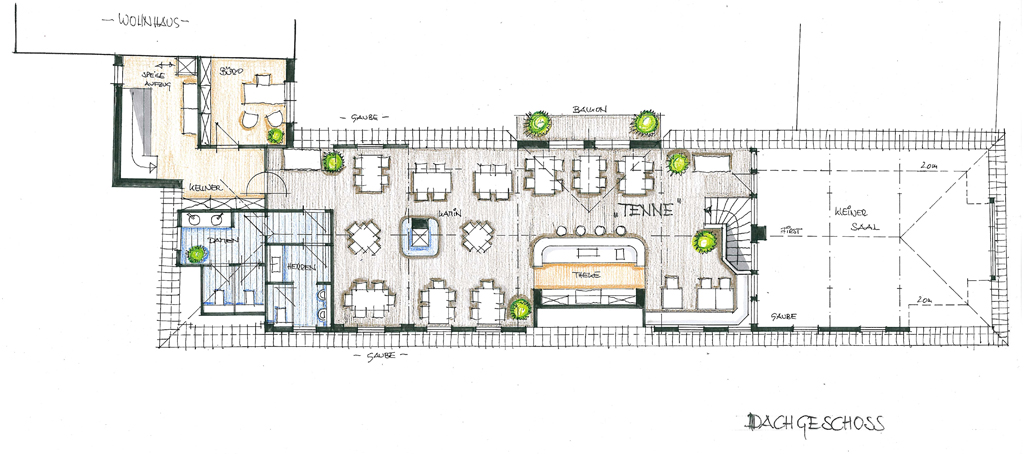 - WOHNHAUS -
SPEISE
AUFZUG
BÜRO
BALKON
- GAUBE -
2.0m
KELLNER
KAMIN
"TENNE"
KLEINER
SAAL
DAMEN
FIRST
HERREN
THEKE
2.0m
GAUBE
- GAUBE -
DACHGESCHOSS